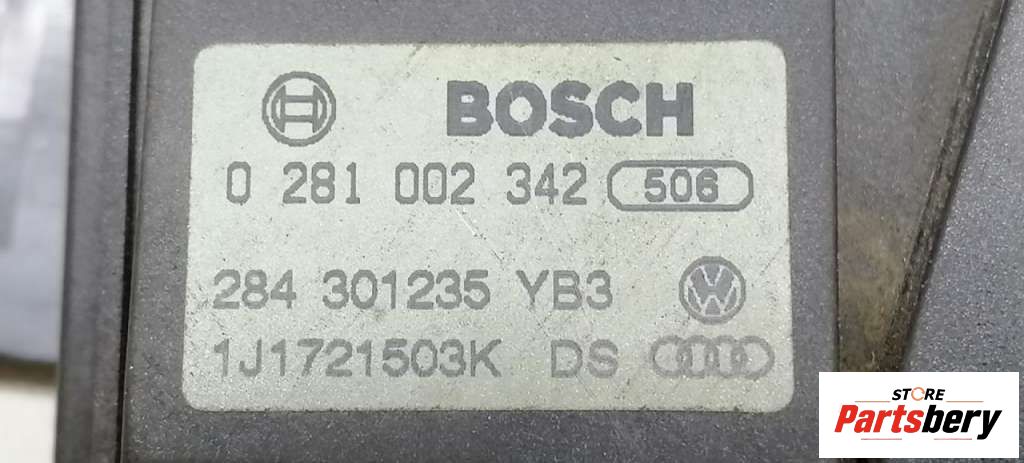 BOSCH
0 281 002 342 506
284 301235 YB3
1J1721503K DS
STORE
Partsbery